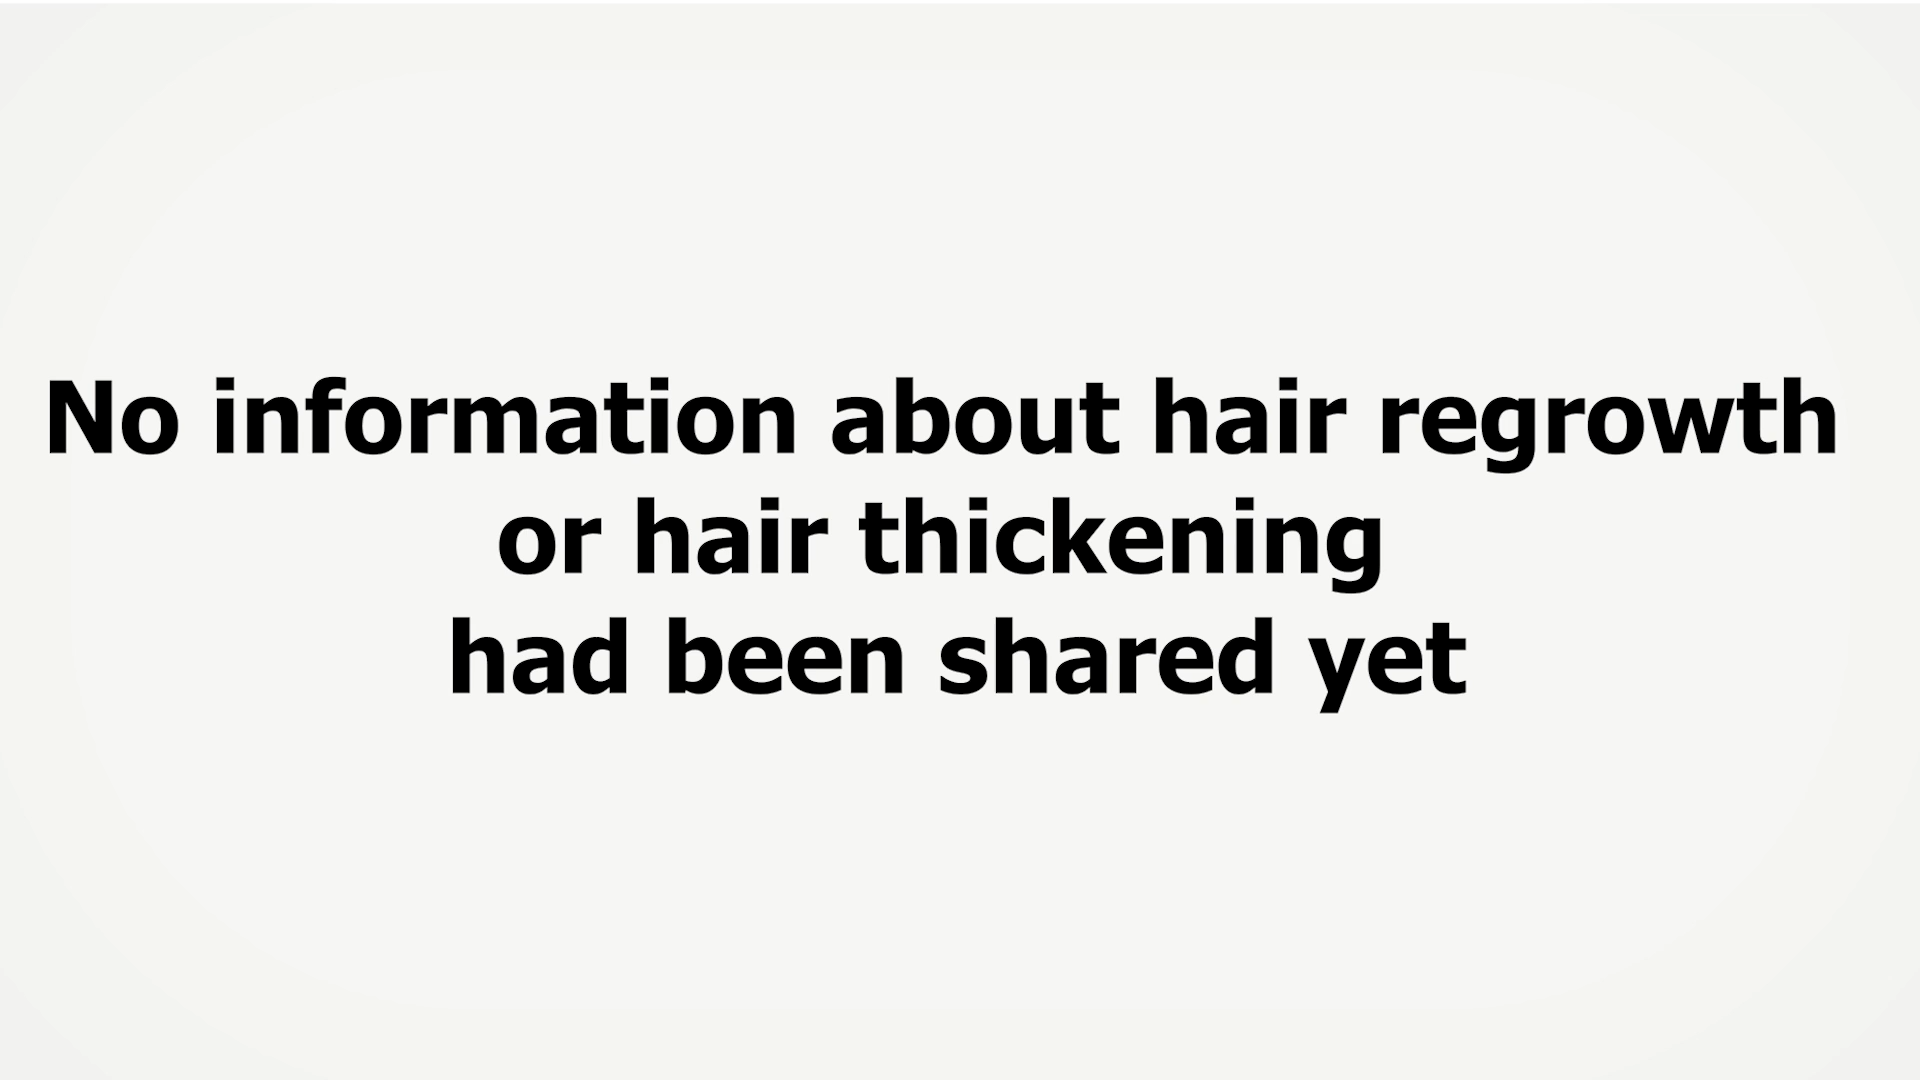 No information about hair regrowth
or hair thickening
had been shared yet